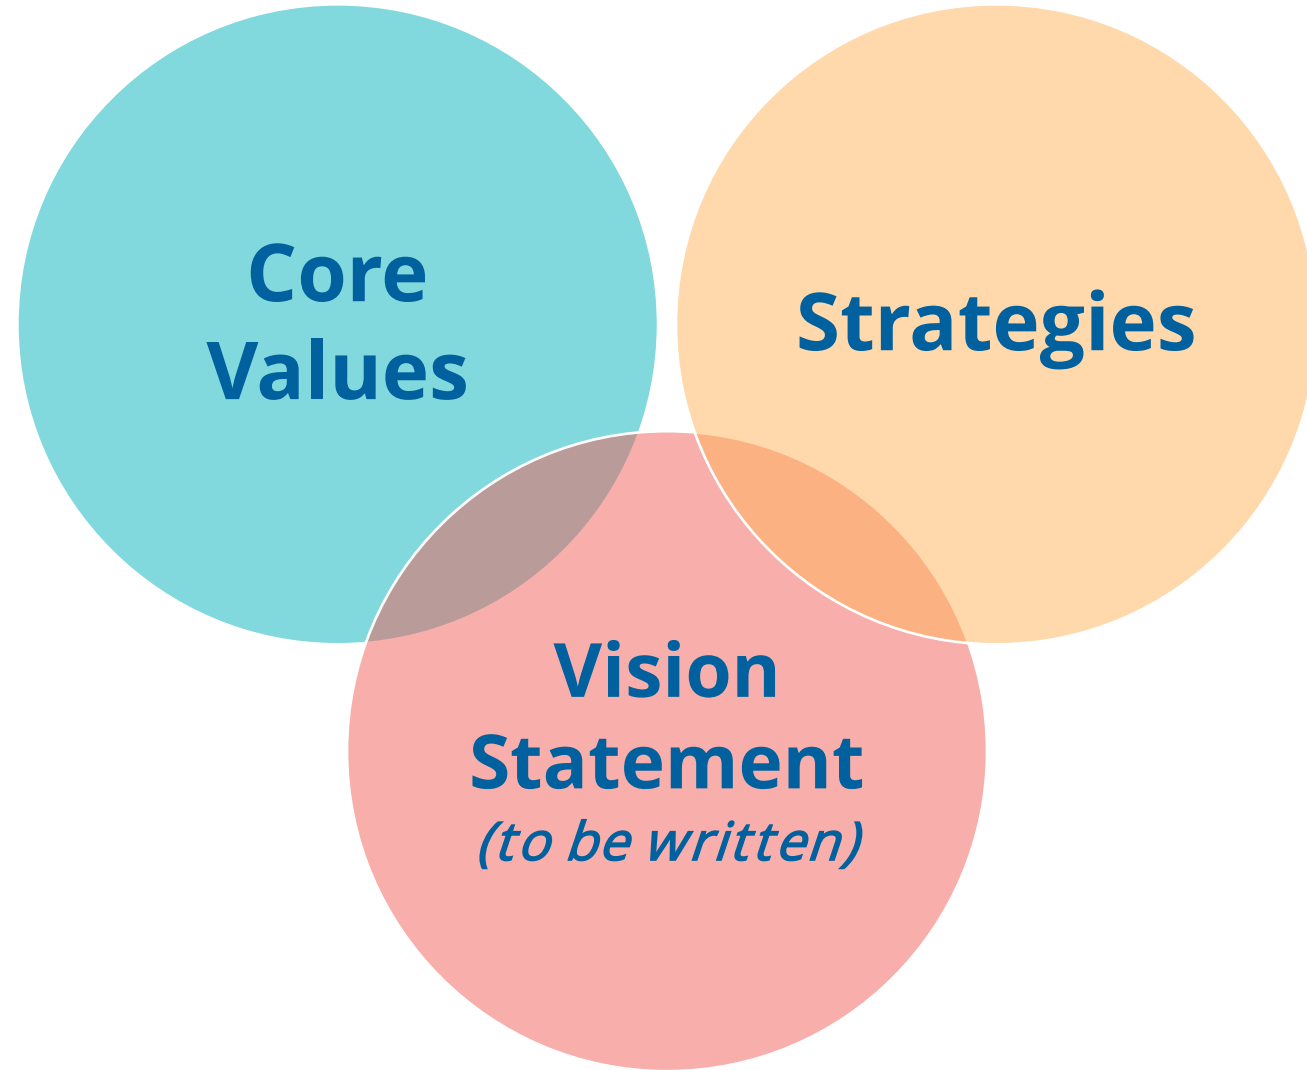 Core
Values
Strategies
Vision
Statement
(to be written)